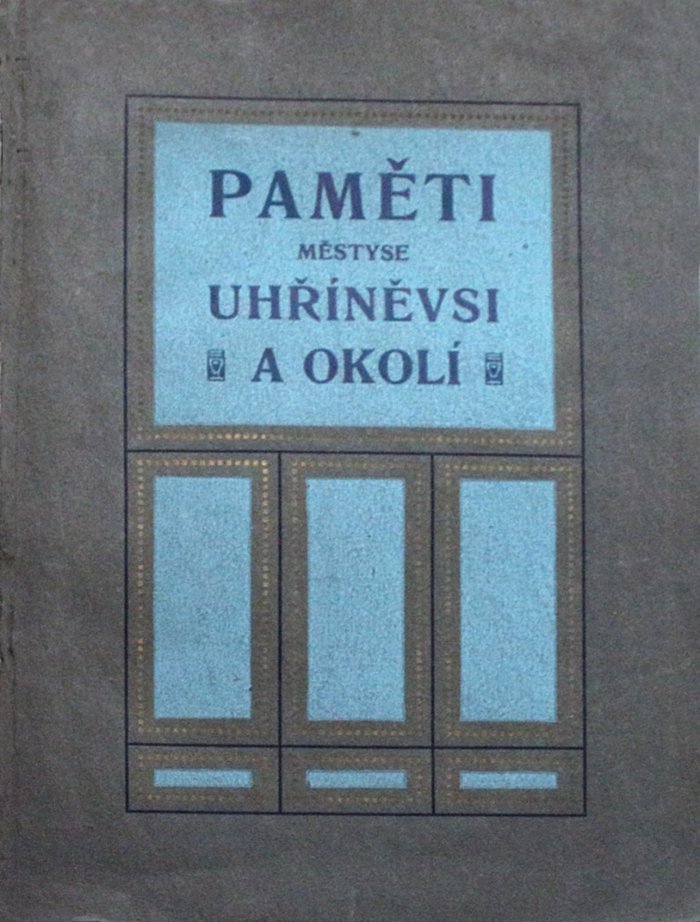 PAMĚTI
MĚSTYSE
UHŘÍNĚVSI
A OKOLÍ